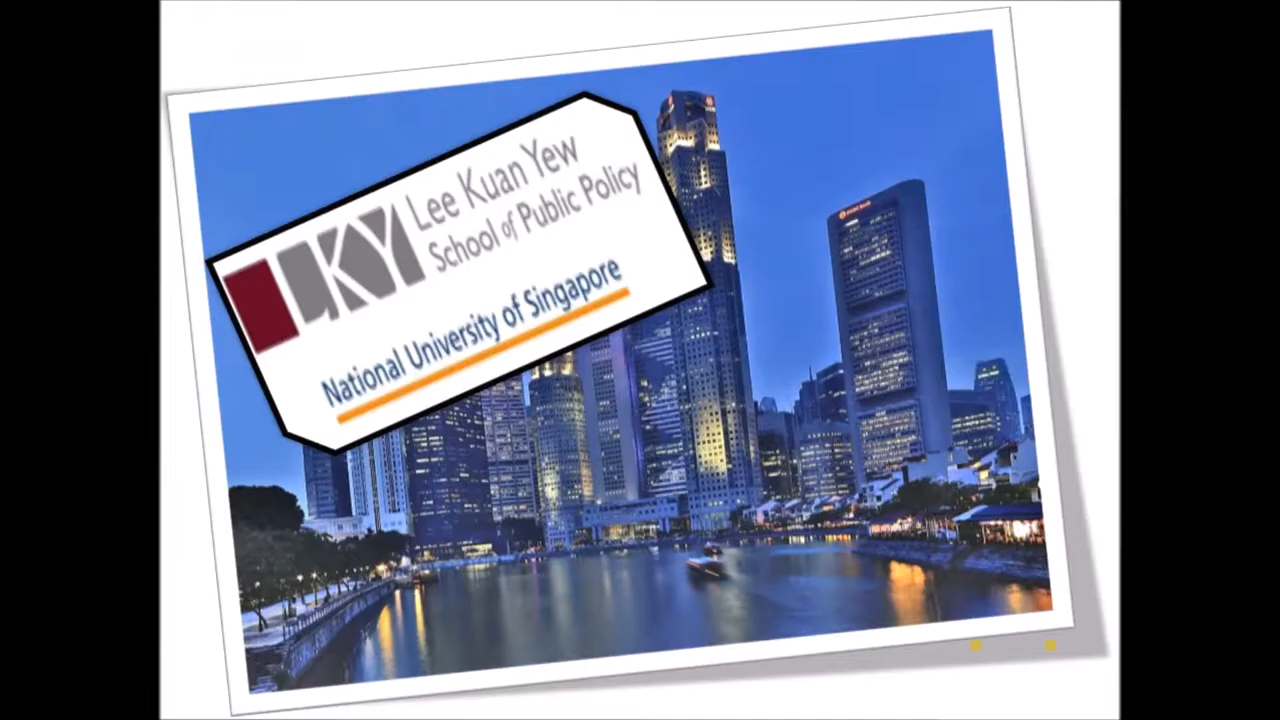 LKY
Lee Kuan Yew
School of Public Policy
National University of Singapore